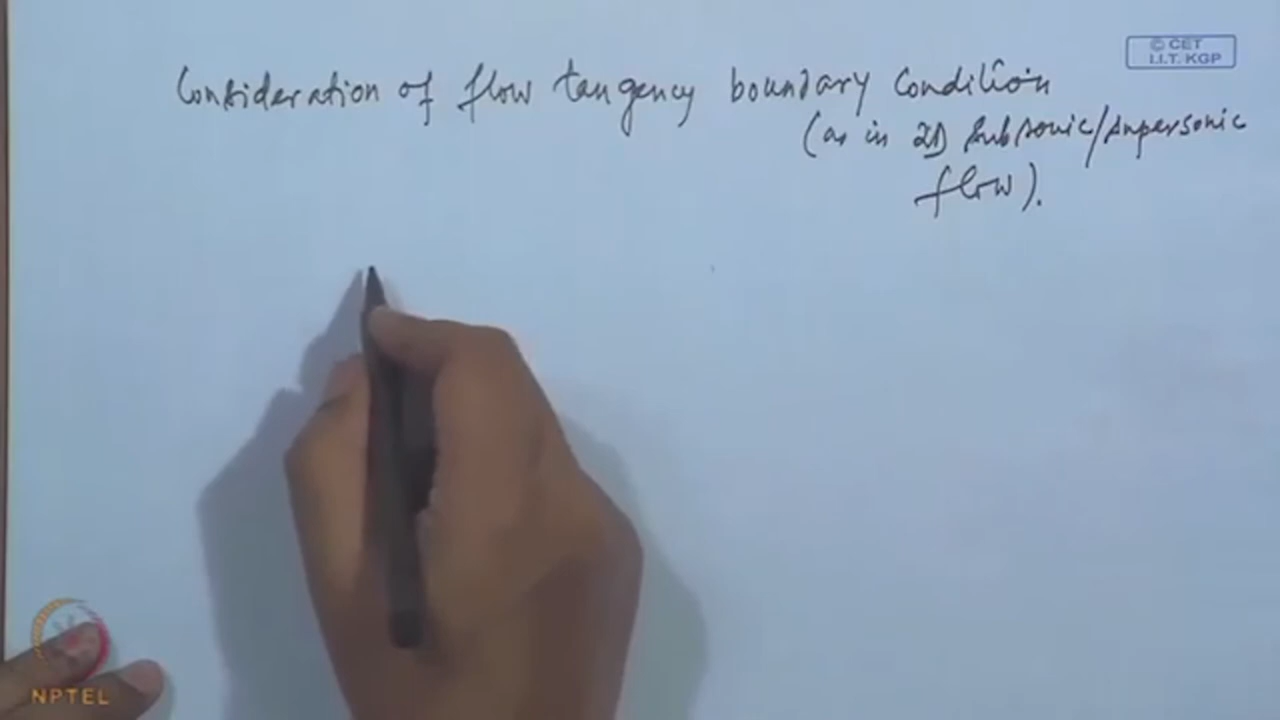 Consideration of flow tangency boundary Condition
(as in 2D Subsonic/supersonic
flow).
© CET
I.I.T. KGP
NPTEL